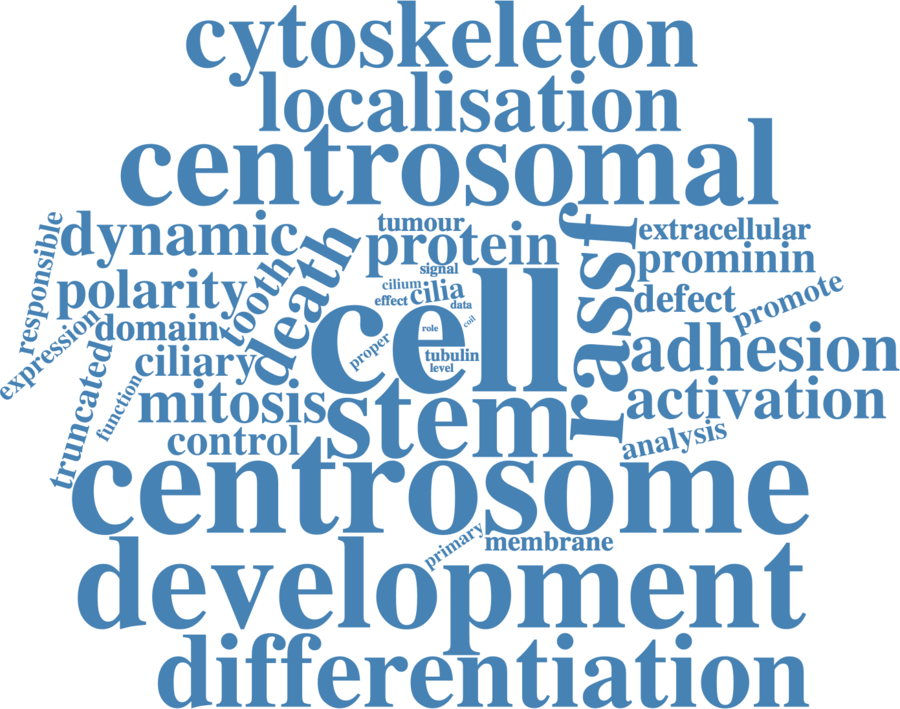 cytoskeleton
localisation
centrosomal
responsible
dynamic
tumour
protein
rassf
extracellular
prominin
polarity
tooth
death
signal
cilium
cilia
effect
data
defect
promote
expression
domain
cell
role
coil
proper
tubulin
level
adhesion
truncated
ciliary
function
mitosis
stem
activation
control
analysis
centrosome
primary
membrane
development
differentiation